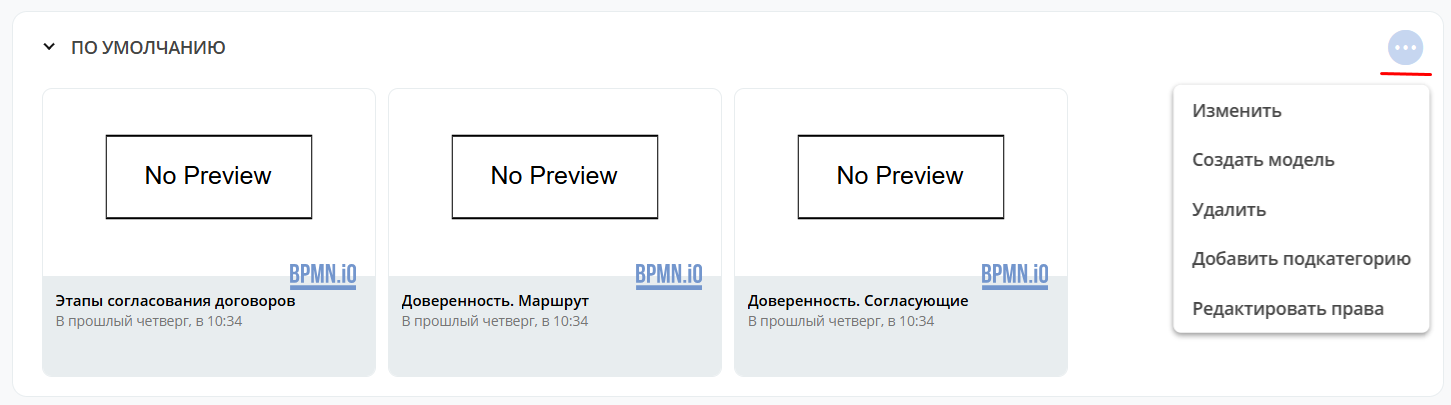 ПО УМОЛЧАНИЮ
No Preview
BPMN.iO
Этапы согласования договоров
В прошлый четверг, в 10:34
No Preview
BPMN.iO
Доверенность. Маршрут
В прошлый четверг, в 10:34
No Preview
BPMN.iO
Доверенность. Согласующие
В прошлый четверг, в 10:34
Изменить
Создать модель
Удалить
Добавить подкатегорию
Редактировать права